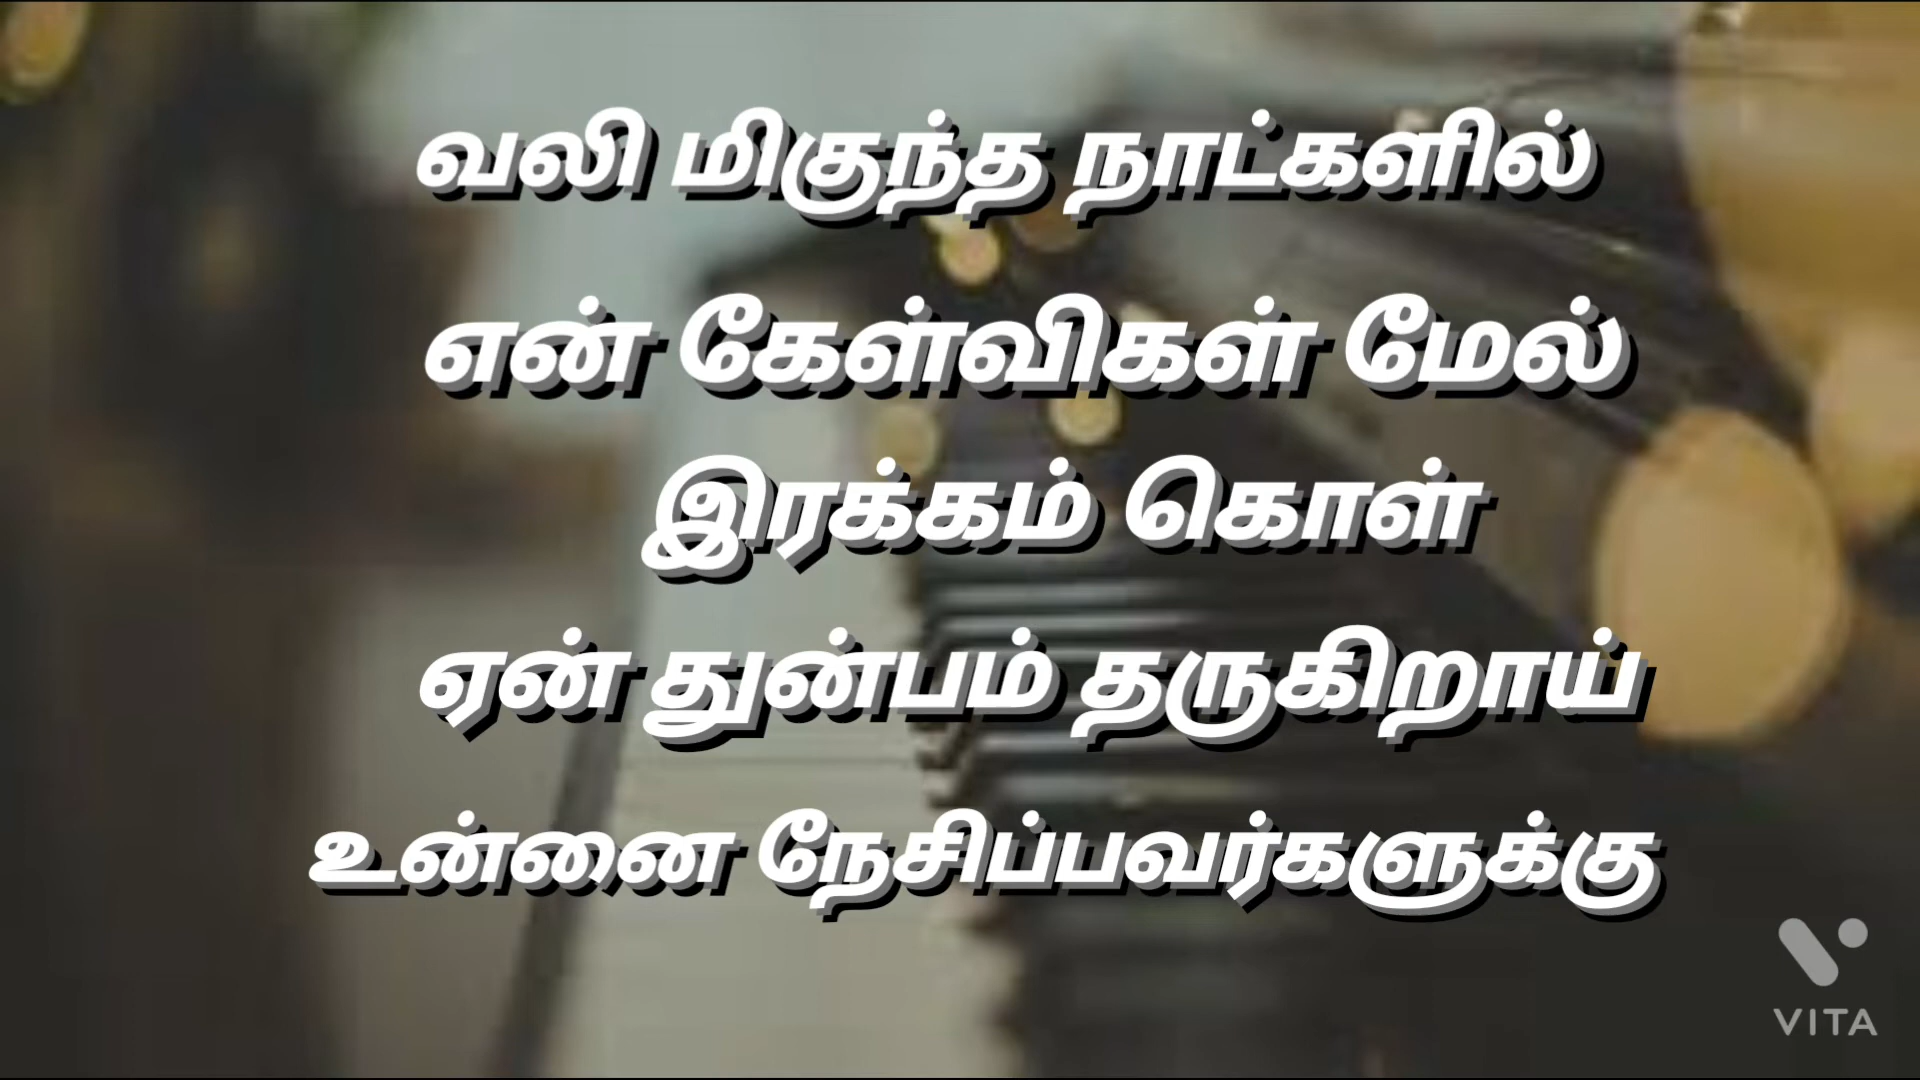 வலி மிகுந்த நாட்களில்
என் கேள்விகள் மேல்
இரக்கம் கொள்
ஏன் துன்பம் தருகிறாய்
உன்னை நேசிப்பவர்களுக்கு
VITA